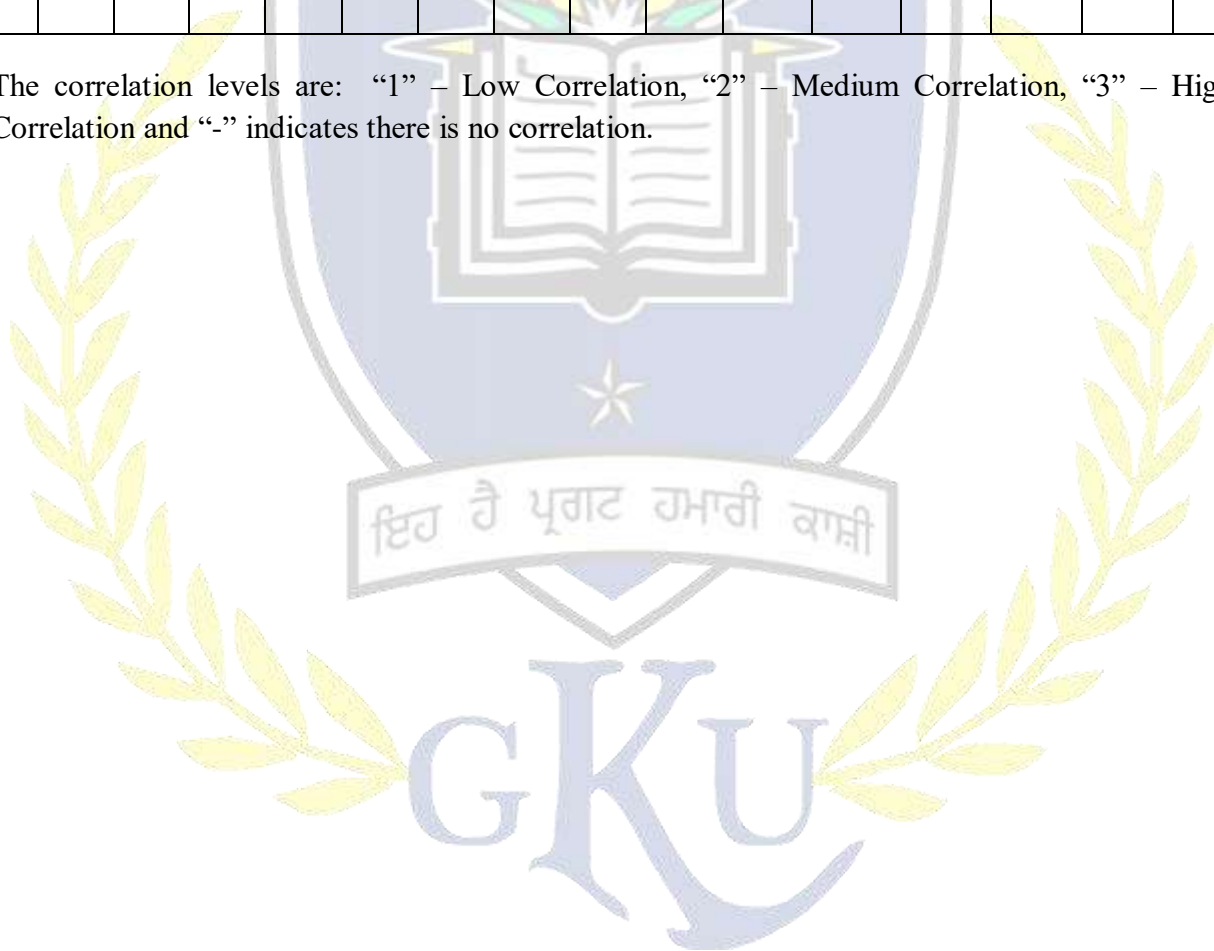 The correlation levels are: “1” – Low Correlation, “2” – Medium Correlation, “3” –
Correlation and “-” indicates there is no correlation.
ਇਹ ਹੈ ਪ੍ਰਗਟ ਹਮਾਰੀ ਕਾਸ਼ੀ
GKU